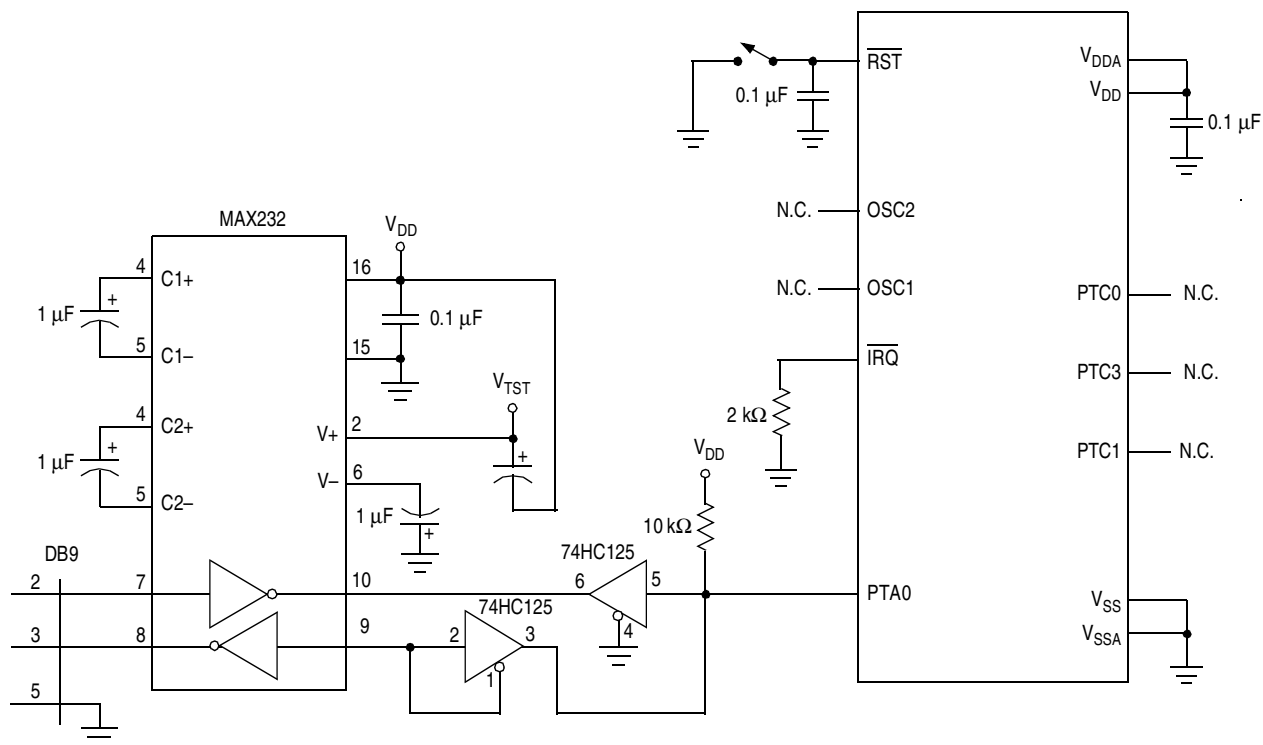 RST
0.1 µF
VDDA
VDD
0.1 µF
N.C. OSC2
N.C. OSC1
IRQ
2 kΩ
PTC0 N.C.
PTC3 N.C.
PTC1 N.C.
VDD
10 kΩ
PTA0
VSS
VSSA
MAX232
VDD
4 C1+
1 µF +
5 C1–
16
0.1 µF
15
4 C2+
1 µF +
5 C2–
VTST
V+ 2
+
V– 6
1 µF
+
DB9
2 7 10
74HC125
6 5
4
3 8 9
74HC125
2 3
1
5